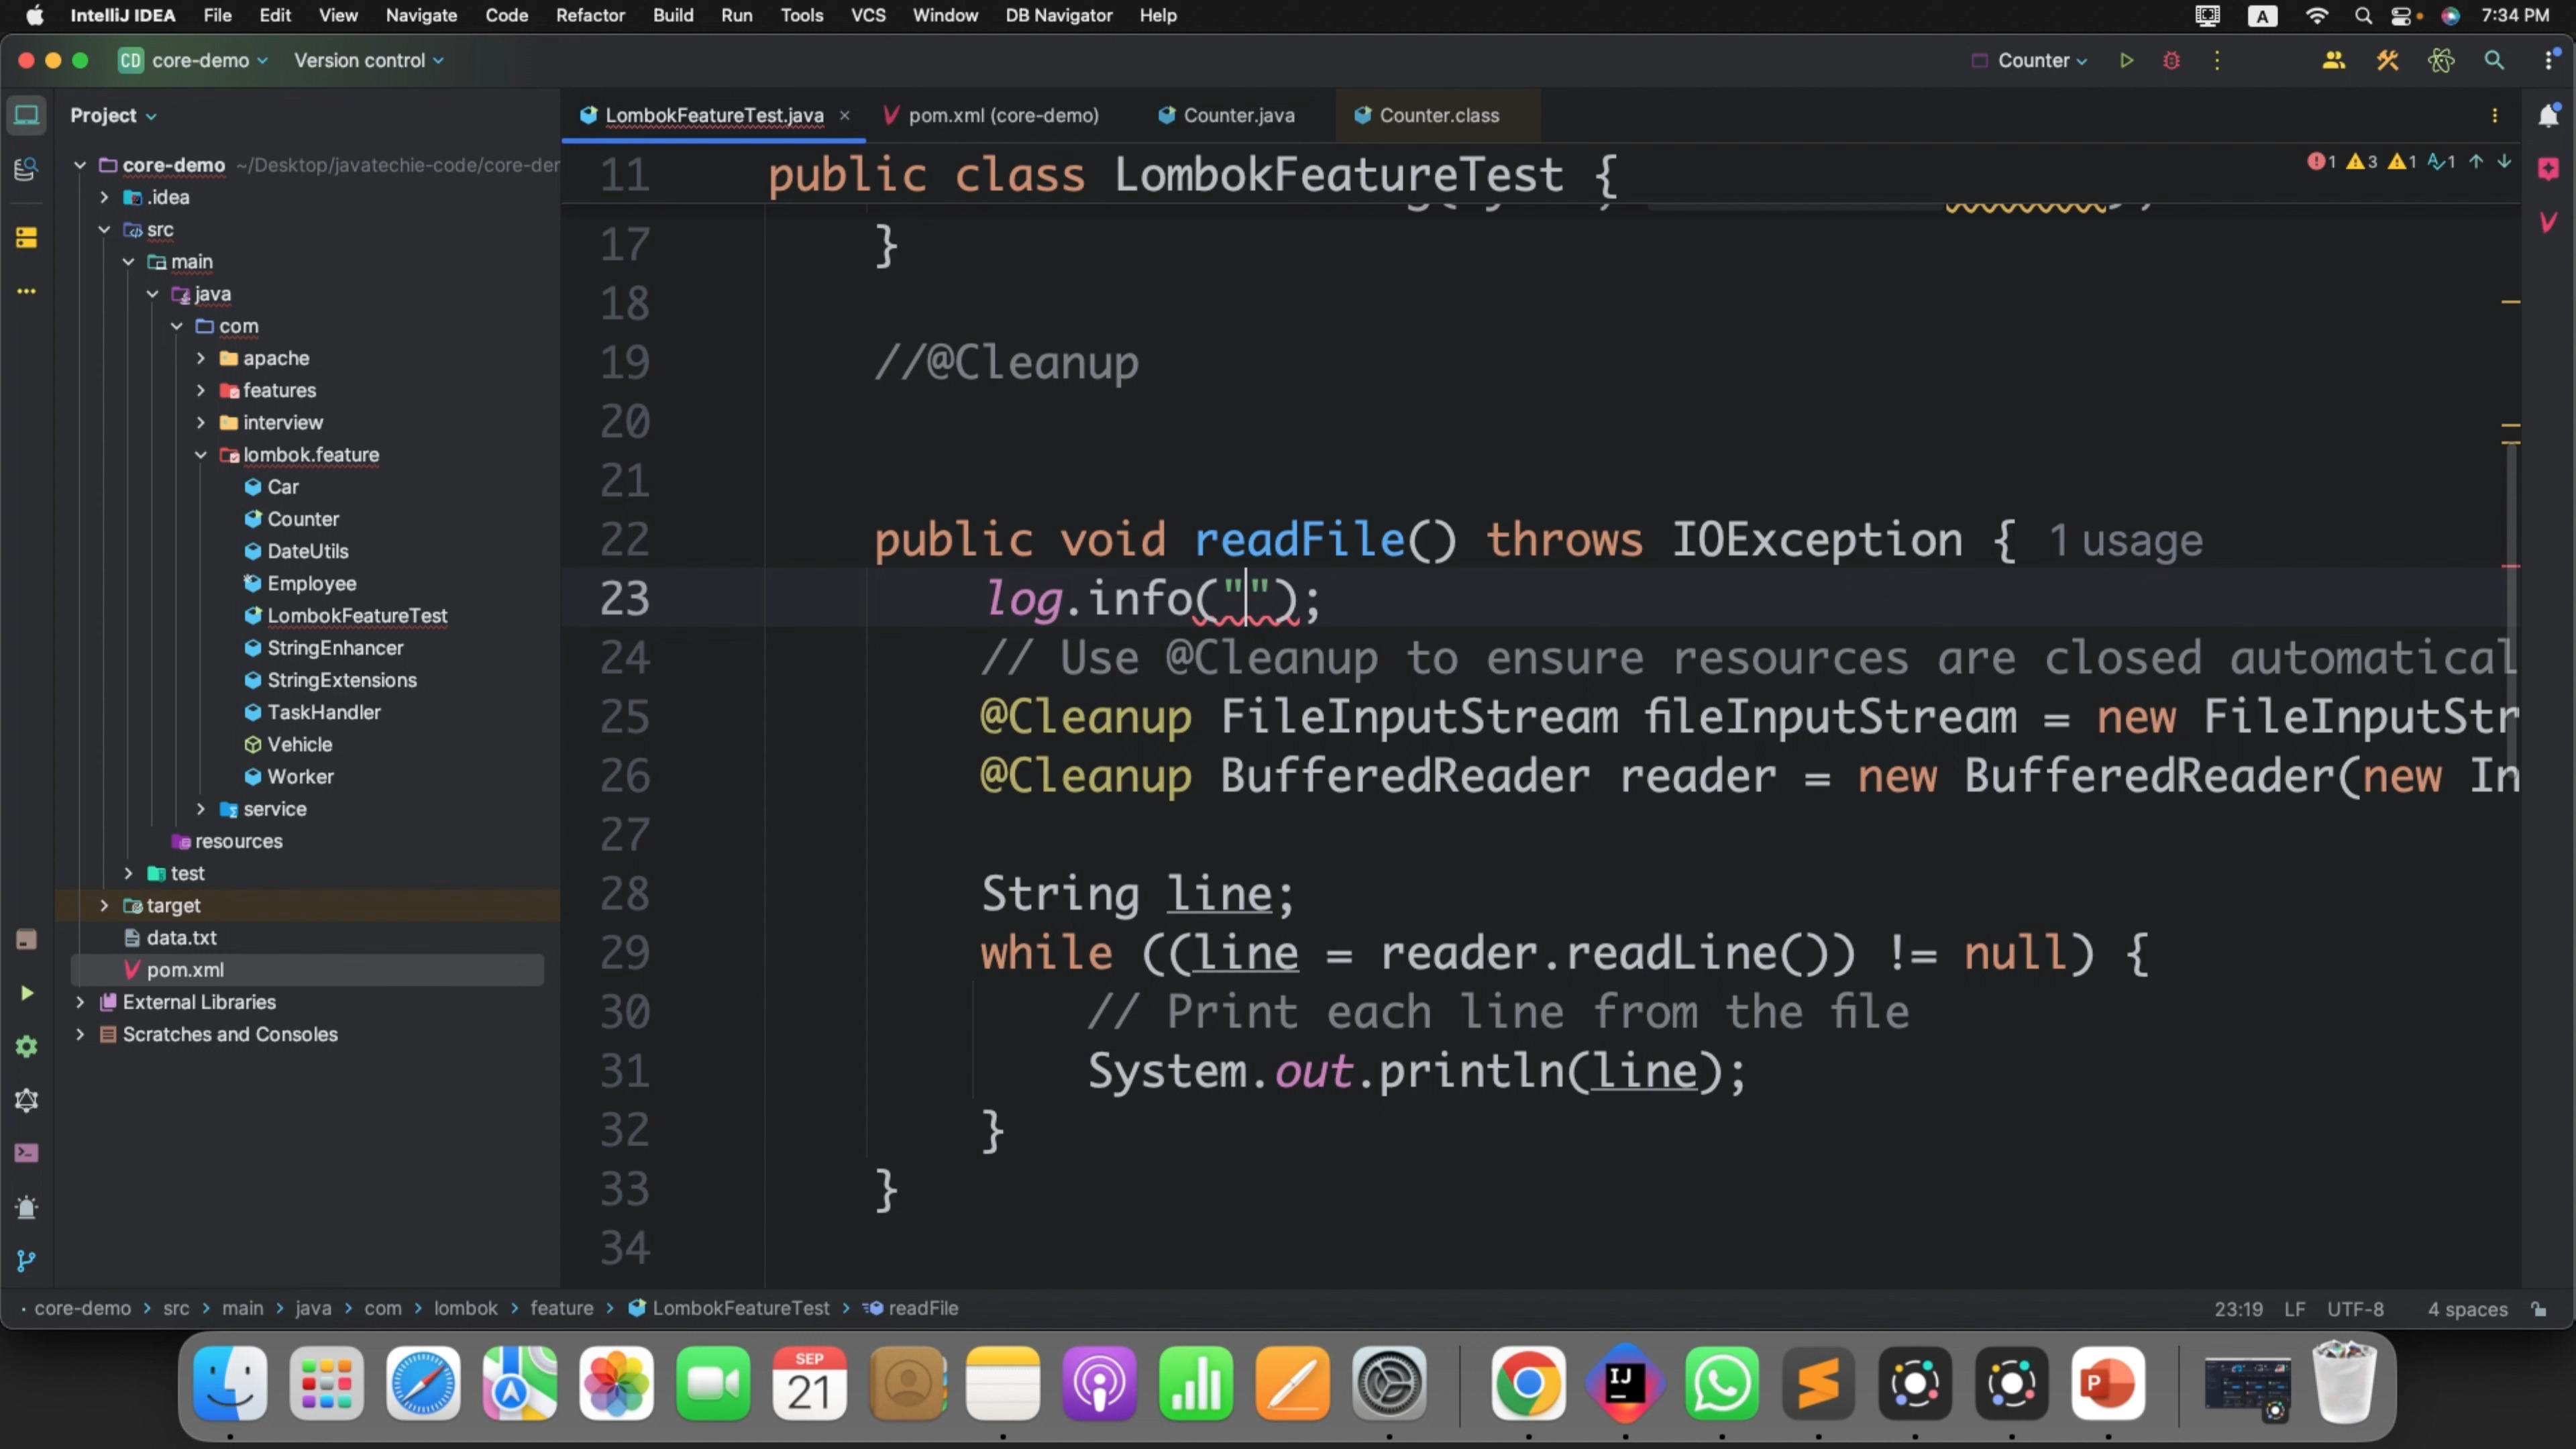 IntelliJ IDEA File Edit View Navigate Code Refactor Build Run Tools VCS Window DB Navigator Help A 7:34 PM
CD core-demo Version control Counter
Project
LombokFeatureTest.java pom.xml (core-demo) Counter.java Counter.class
core-demo ~/Desktop/javatechie-code/core-der
.idea
src
main
java
com
apache
features
interview
lombok.feature
Car
Counter
DateUtils
Employee
LombokFeatureTest
StringEnhancer
StringExtensions
TaskHandler
Vehicle
Worker
service
resources
test
target
data.txt
pom.xml
External Libraries
Scratches and Consoles
11 public class LombokFeatureTest {
1 3 1 1
17 }
18
19 //@Cleanup
20
21
22 public void readFile() throws IOException { 1 usage
23 log.info("");
24 // Use @Cleanup to ensure resources are closed automatical
25 @Cleanup FileInputStream fileInputStream = new FileInputStr
26 @Cleanup BufferedReader reader = new BufferedReader(new In
27
28 String line;
29 while ((line = reader.readLine()) != null) {
30 // Print each line from the file
31 System.out.println(line);
32 }
33 }
34
core-demo > src > main > java > com > lombok > feature > LombokFeatureTest > readFile
23:19 LF UTF-8 4 spaces
SEP
21
IJ
P